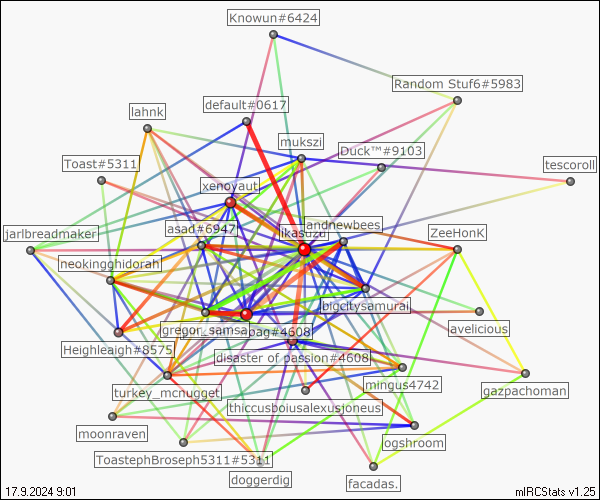 Knowun#6424
Random Stuf6#5983
default#0617
lahnk
mukszi
Duck™#9103
Toast#5311
tescoroll
xenoyaut
andnewbees
asad#6947
ikasuzu
jarlbreadmaker
ZeeHonK
neokingghidorah
jbigcitysamurai
avelicious
gregor_samsa
bag#4608
Heighleaigh#8575
disaster of passion#4608
mingus4742
turkey_mcnugget
gazpachoman
thiccusboiusalexusjoneus
moonraven
ogshroom
ToastephBroseph5311#5311
doggerdig
facadas.
17.9.2024 9:01
mIRCStats v1.25